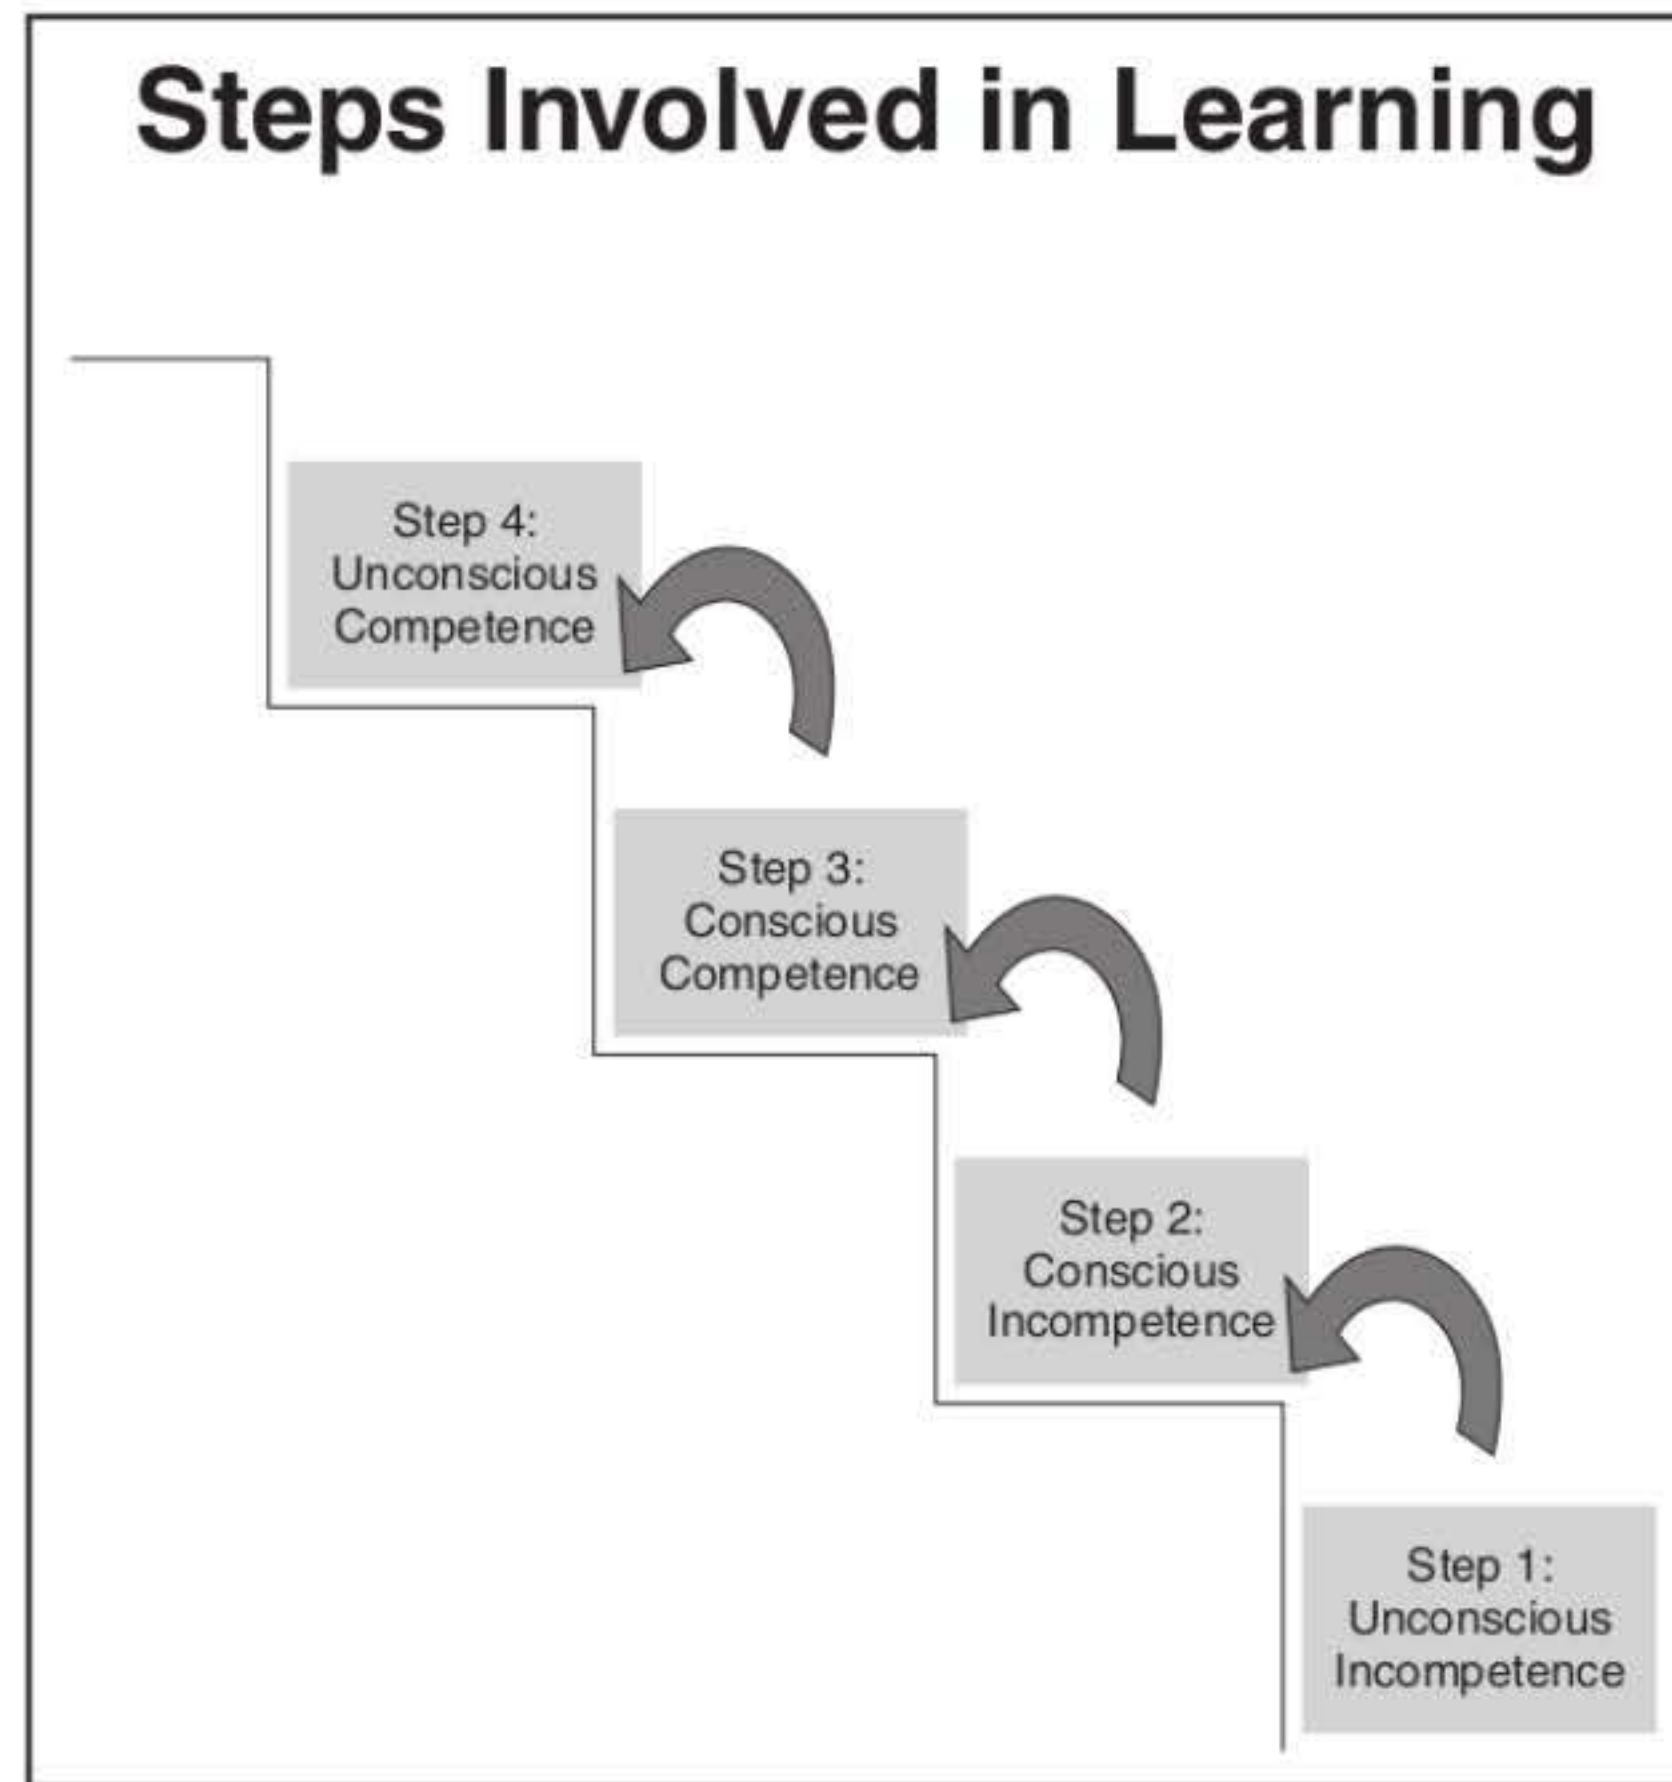 Steps Involved in Learning
Step 4:
Unconscious
Competence
Step 3:
Conscious
Competence
Step 2:
Conscious
Incompetence
Step 1:
Unconscious
Incompetence